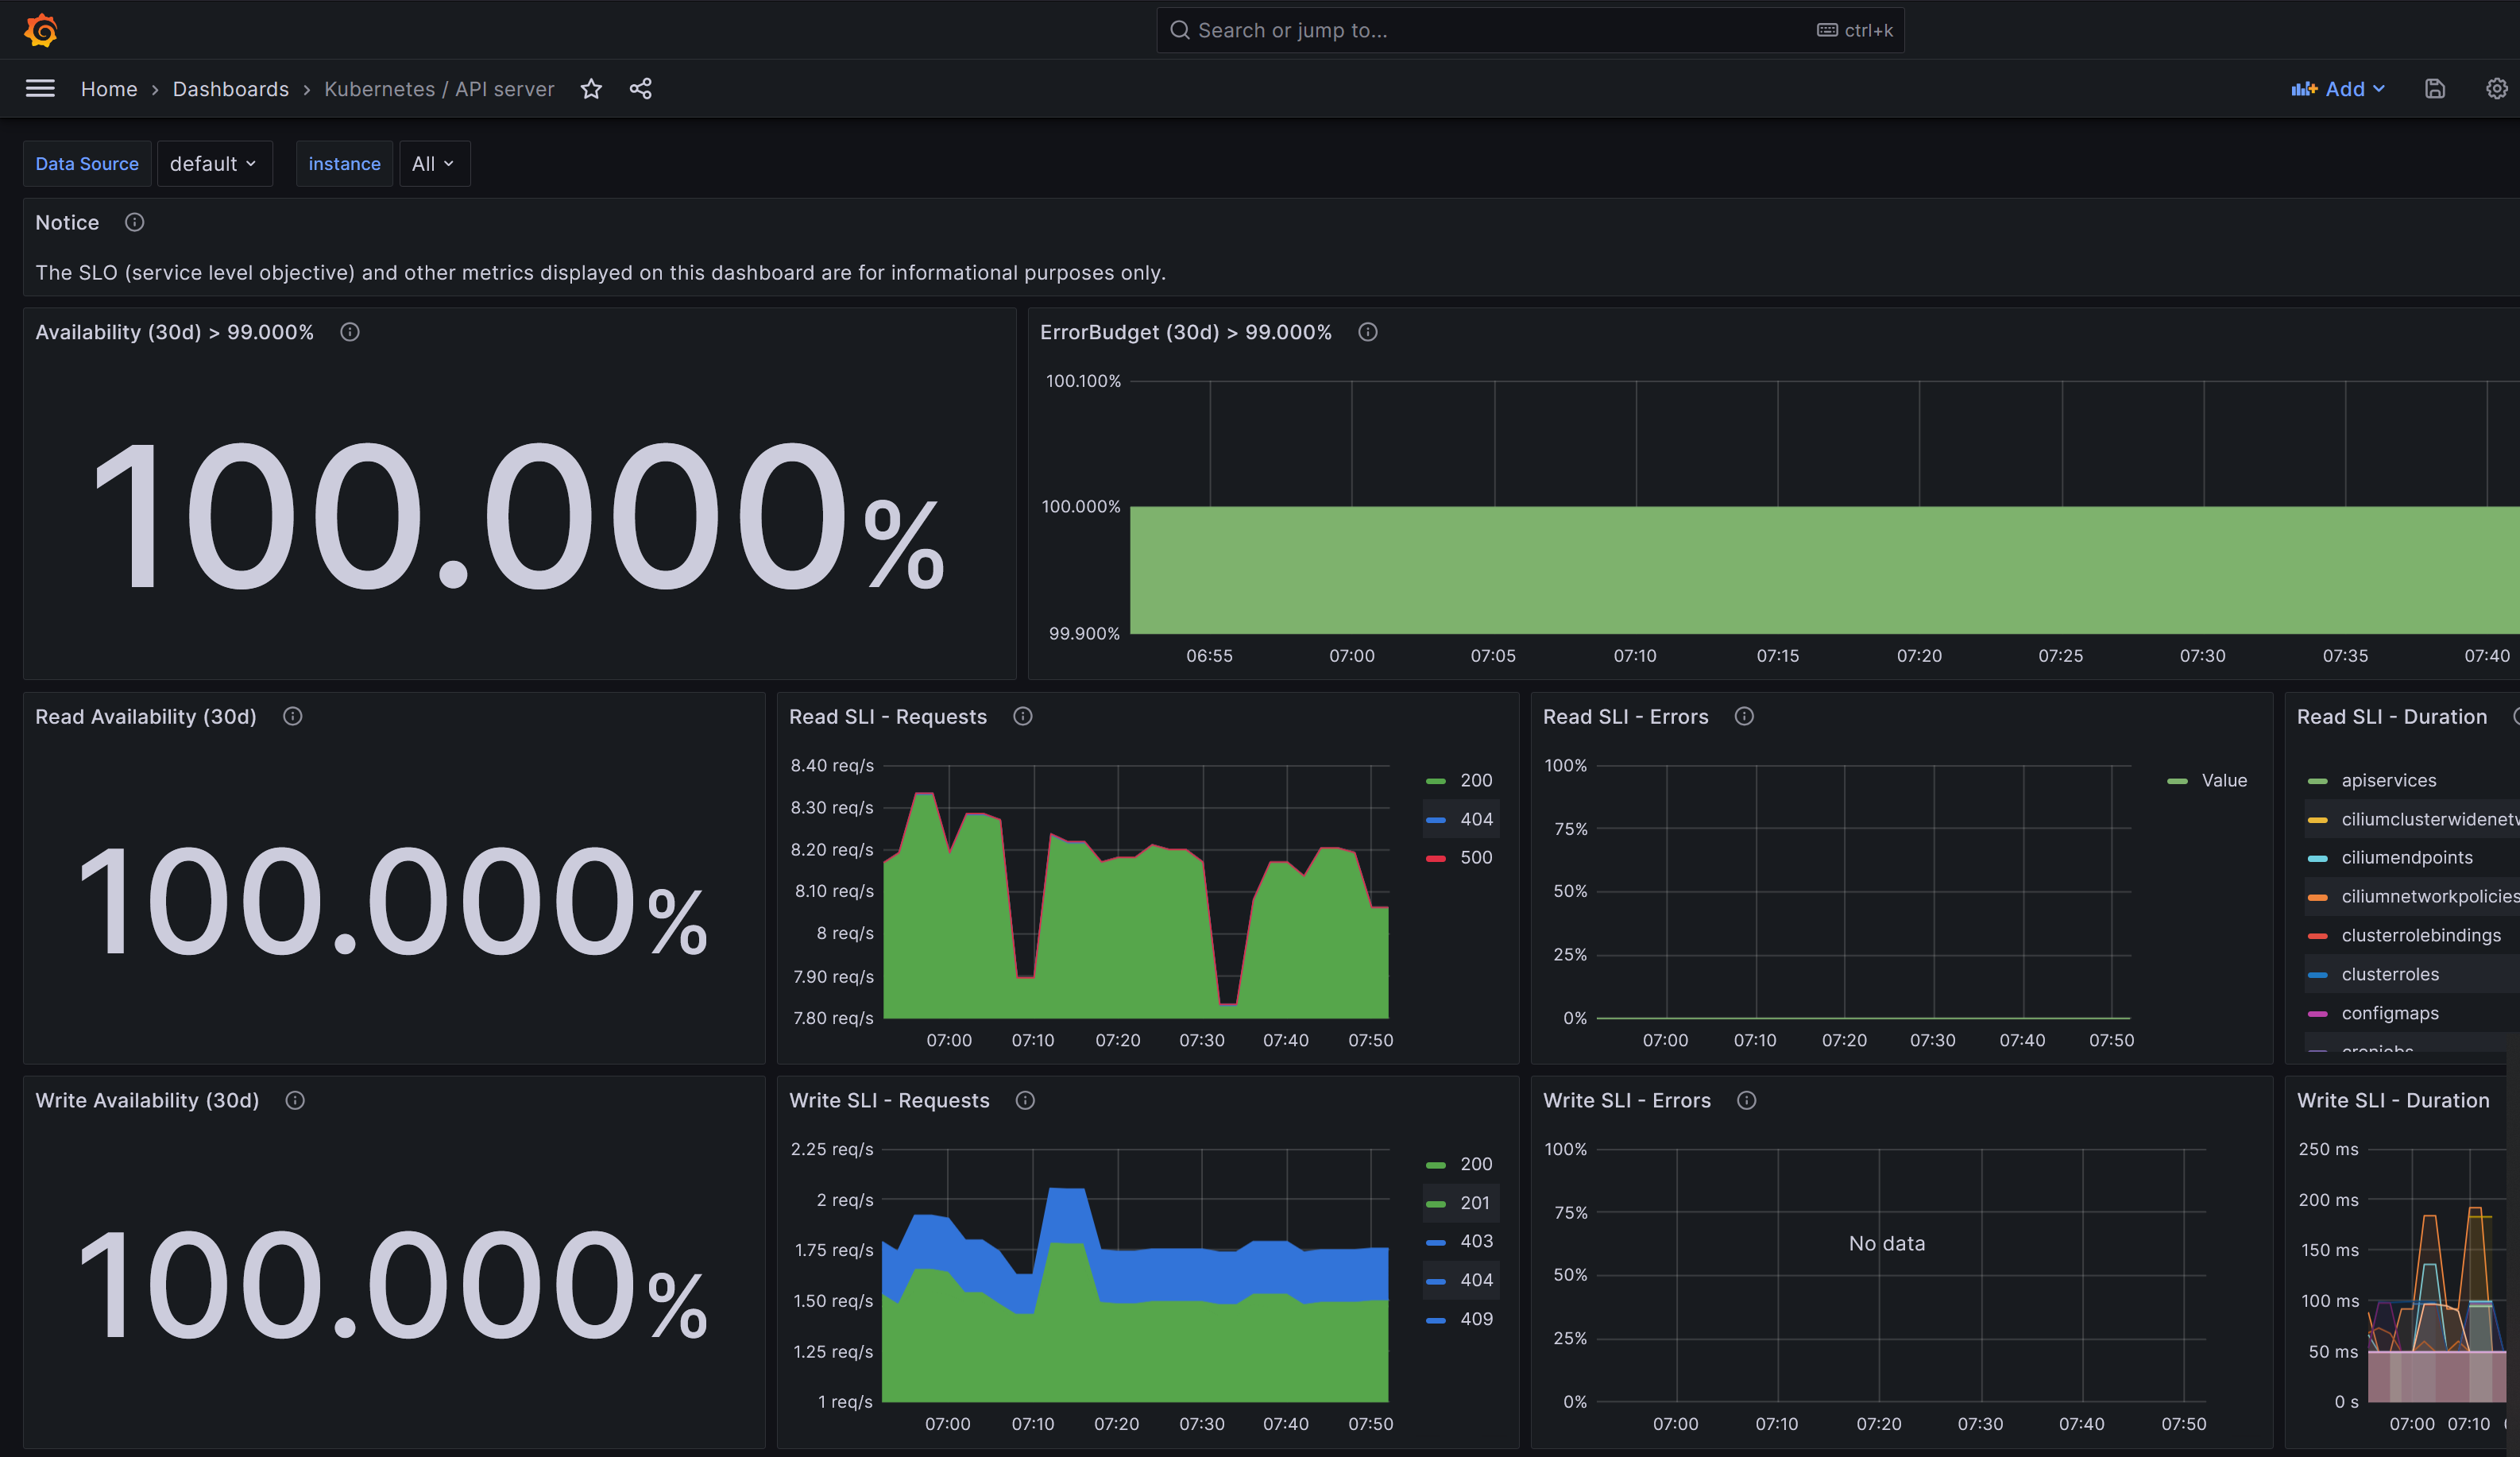 Search or jump to...
ctrl+k
Home > Dashboards > Kubernetes / API server
Add
Data Source
default
instance
All
Notice
The SLO (service level objective) and other metrics displayed on this dashboard are for informational purposes only.
Availability (30d) > 99.000%
100.000%
ErrorBudget (30d) > 99.000%
100.100%
100.000%
99.900%
06:55 07:00 07:05 07:10 07:15 07:20 07:25 07:30 07:35 07:40
Read Availability (30d)
100.000%
Read SLI - Requests
8.40 req/s
8.30 req/s
8.20 req/s
8.10 req/s
8 req/s
7.90 req/s
7.80 req/s
07:00 07:10 07:20 07:30 07:40 07:50
200
404
500
Read SLI - Errors
100%
75%
50%
25%
0%
07:00 07:10 07:20 07:30 07:40 07:50
Value
Read SLI - Duration
apiservices
ciliumclusterwidenetw
ciliumendpoints
ciliumnetworkpolicies
clusterrolebindings
clusterroles
configmaps
cronjobs
Write Availability (30d)
100.000%
Write SLI - Requests
2.25 req/s
2 req/s
1.75 req/s
1.50 req/s
1.25 req/s
1 req/s
07:00 07:10 07:20 07:30 07:40 07:50
200
201
403
404
409
Write SLI - Errors
100%
75%
50%
25%
0%
No data
07:00 07:10 07:20 07:30 07:40 07:50
Write SLI - Duration
250 ms
200 ms
150 ms
100 ms
50 ms
0 s
07:00 07:10